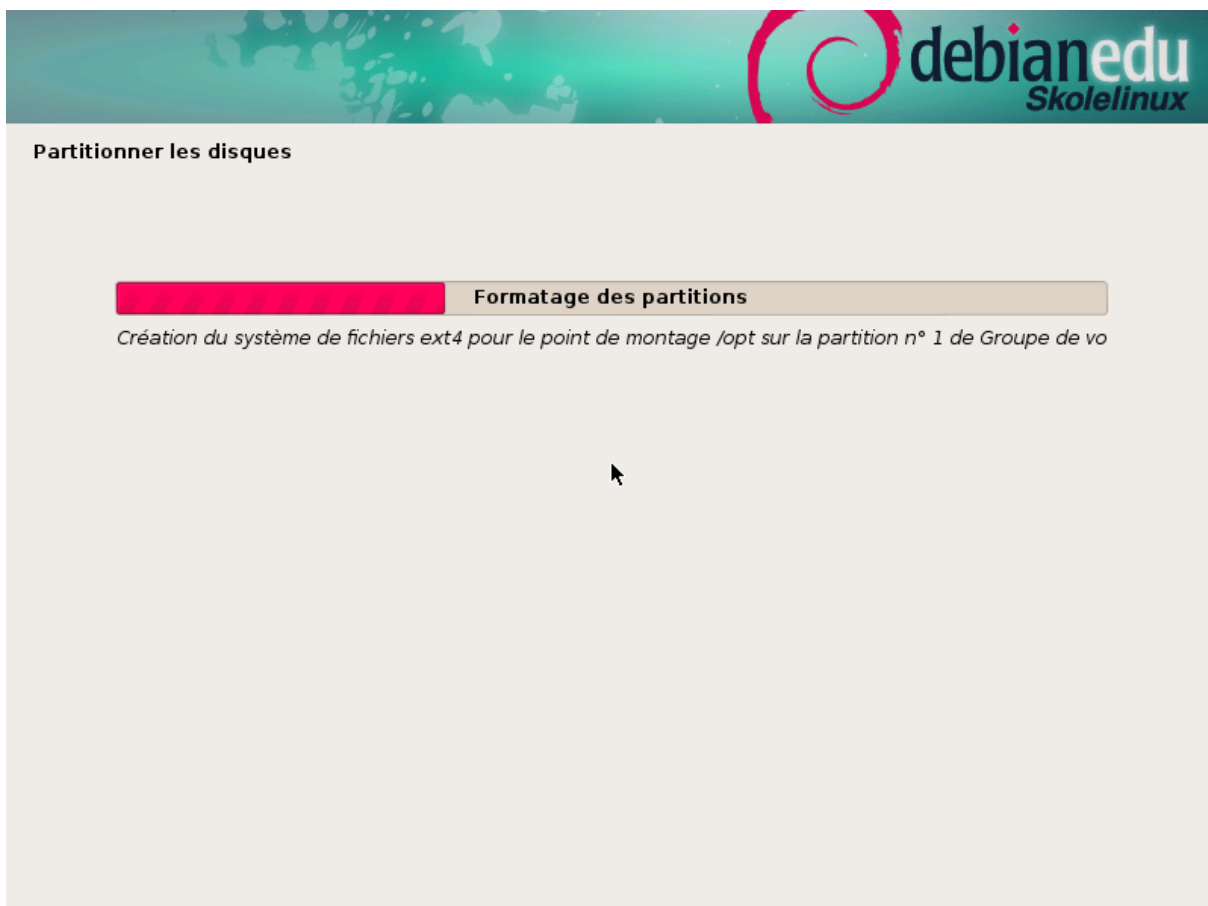 debianedu
Skolelinux
Partitionner les disques
Formatage des partitions
Création du système de fichiers ext4 pour le point de montage /opt sur la partition n° 1 de Groupe de vo